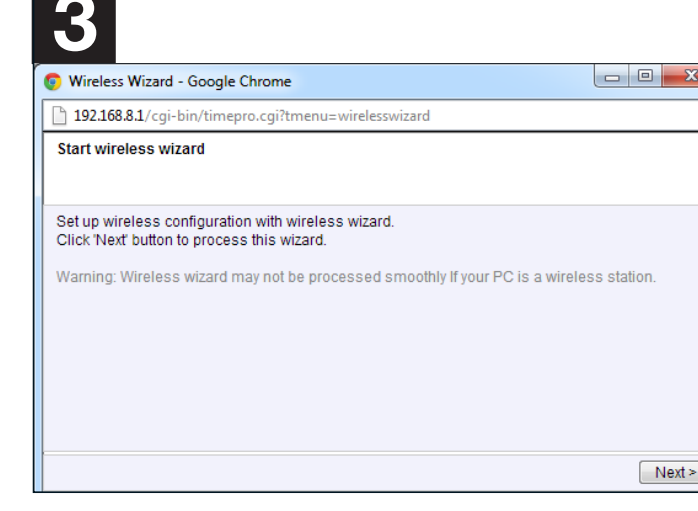 3
Wireless Wizard - Google Chrome
192.168.8.1/cgi-bin/timepro.cgi?tmenu=wirelesswizard
Start wireless wizard
Set up wireless configuration with wireless wizard.
Click 'Next' button to process this wizard.
Warning: Wireless wizard may not be processed smoothly If your PC is a wireless station.
Next >